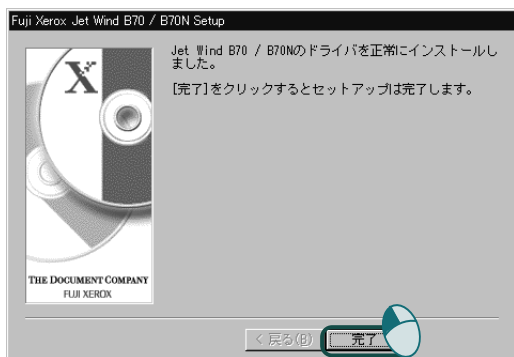 Fuji Xerox Jet Wind B70 / B70N Setup
Jet Wind B70 / B70Nのドライバを正常にインストールし
ました。
[完了]をクリックするとセットアップは完了します。
X
THE DOCUMENT COMPANY
FUJI XEROX
< 戻る(B)
完了